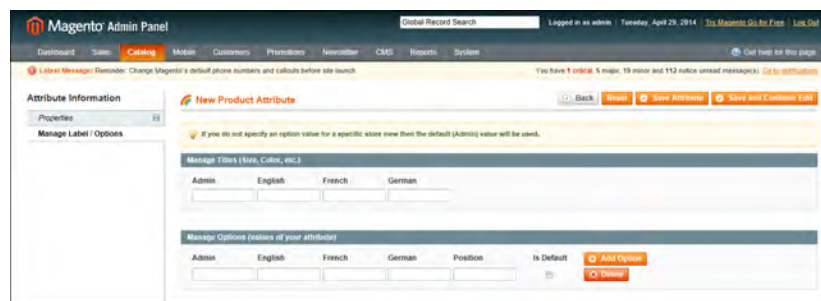 Magento Admin Panel
Global Record Search
Logged in as admin | Tuesday, April 29, 2014 | Try Magento Go for Free | Log Out
Dashboard Sales Catalog Mobile Customers Promotions Newsletter CMS Reports System
Get help for this page
Latest Message: Reminder: Change Magento's default phone numbers and callouts before site launch
You have 1 critical, 5 major, 19 minor and 112 notice unread message(s). Go to notifications
Attribute Information
Properties
Manage Label / Options
New Product Attribute
Back Reset Save Attribute Save and Continue Edit
If you do not specify an option value for a specific store view then the default (Admin) value will be used.
Manage Titles (Size, Color, etc.)
Admin English French German
Manage Options (values of your attribute)
Admin English French German Position Is Default Add Option
Delete